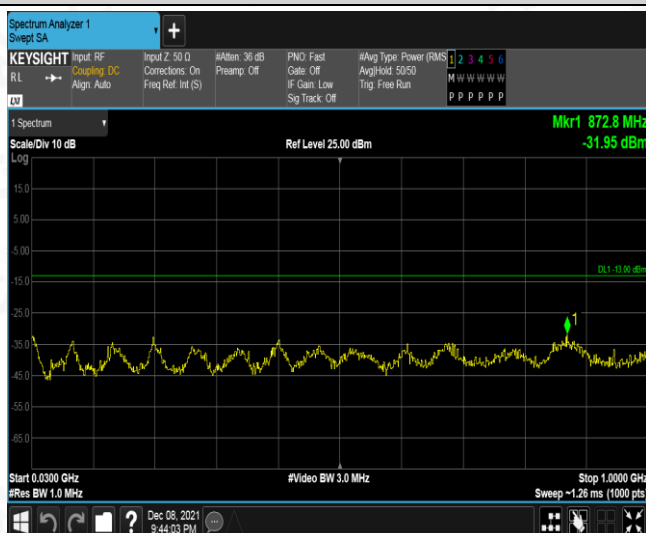 Spectrum Analyzer 1
Swept SA
+
KEYSIGHT
RL
LXI
Input: RF
Coupling: DC
Align: Auto
Input Z: 50 Ω
Corrections: On
Freq Ref: Int (S)
#Atten: 36 dB
Preamp: Off
PNO: Fast
Gate: Off
IF Gain: Low
Sig Track: Off
#Avg Type: Power (RMS
Avg|Hold: 50/50
Trig: Free Run
1 2 3 4 5 6
M W W W W W
P P P P P P
1 Spectrum
Mkr1 872.8 MHz
-31.95 dBm
Scale/Div 10 dB
Ref Level 25.00 dBm
Log
15.0
5.00
-5.00
DL1 -13.00 dBm
-15.0
-25.0
1
-35.0
-45.0
-55.0
-65.0
Start 0.0300 GHz
#Video BW 3.0 MHz
Stop 1.0000 GHz
#Res BW 1.0 MHz
Sweep ~1.26 ms (1000 pts)
?
Dec 08, 2021
9:44:03 PM